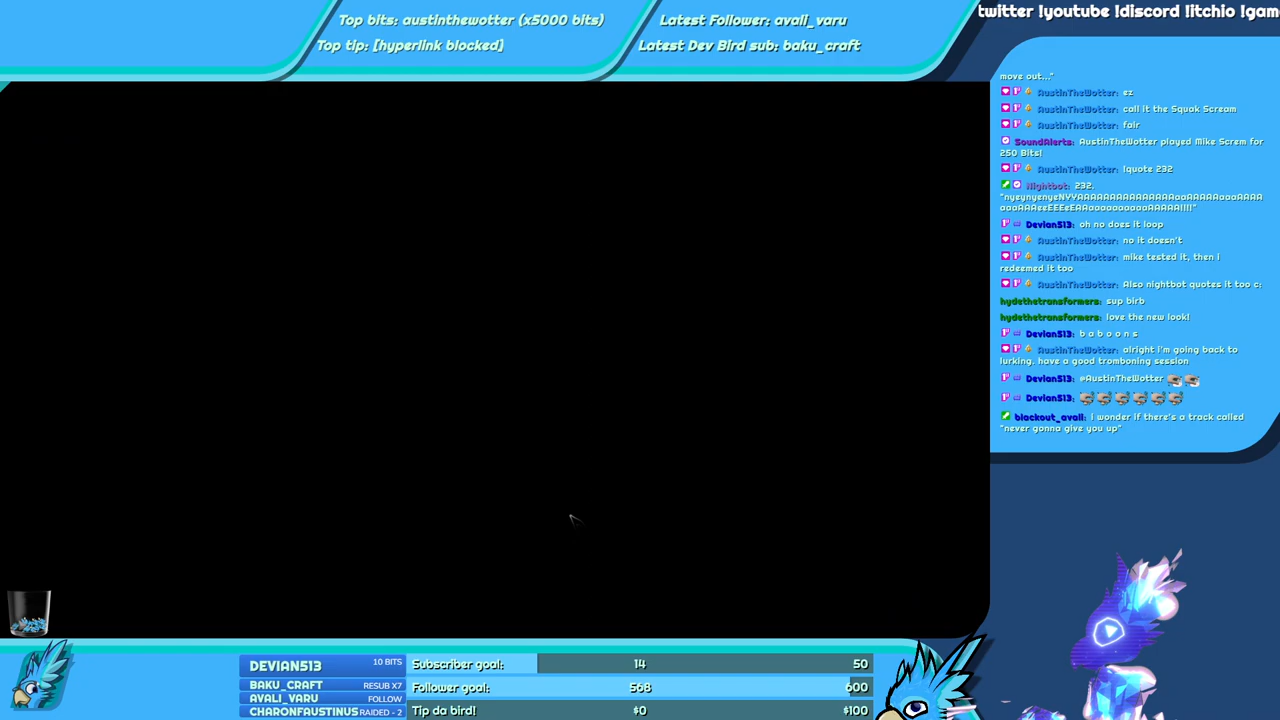 Top bits: austinthewotter (x5000 bits)
Latest Follower: avali_varu
Top tip: [hyperlink blocked]
Latest Dev Bird sub: baku_craft
twitter !youtube !discord !itchio !gam
move out..."
AustinTheWotter: ez
AustinTheWotter: call it the Squak Scream
AustinTheWotter: fair
SoundAlerts: AustinTheWotter played Mike Screm for
250 Bits!
AustinTheWotter: !quote 232
Nightbot: 232.
Devian513: oh no does it loop
AustinTheWotter: no it doesn't
AustinTheWotter: mike tested it, then i
redeemed it too
AustinTheWotter: Also nightbot quotes it too c:
hydethetransformers: sup birb
hydethetransformers: love the new look!
Devian513: b a b o o n s
AustinTheWotter: alright i'm going back to
lurking, have a good tromboning session
Devian513: @AustinTheWotter
Devian513:
blackout_avali: i wonder if there's a track called
"never gonna give you up"
DEVIAN513 10 BITS
BAKU_CRAFT RESUB X7
AVALI_VARU FOLLOW
CHARONFAUSTINUS RAIDED - 2
Subscriber goal: 14 50
Follower goal: 568 600
Tip da bird! $0 $100